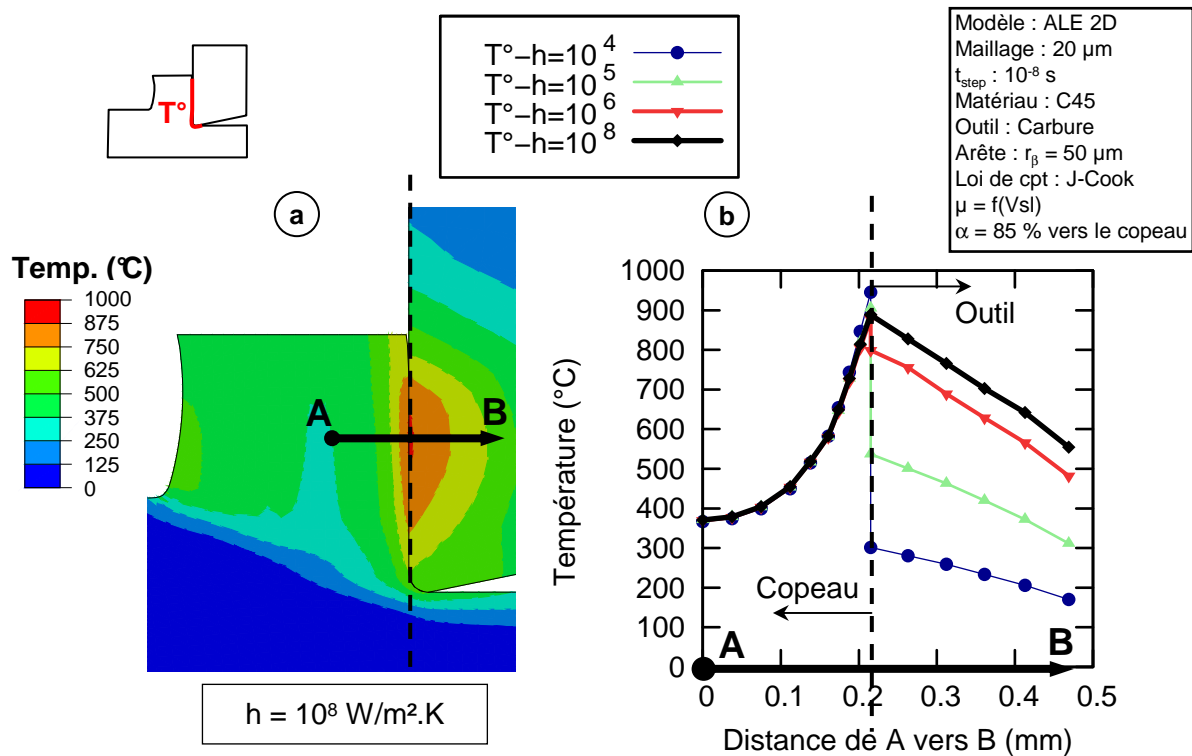 T°
T°−h=10 4
T°−h=10 5
T°−h=10 6
T°−h=10 8
Modèle : ALE 2D
Maillage : 20 µm
tstep : 10-8 s
Matériau : C45
Outil : Carbure
Arête : rβ = 50 µm
Loi de cpt : J-Cook
µ = f(Vsl)
α = 85 % vers le copeau
a
Temp. (°C)
1000
875
750
625
500
375
250
125
0
A
B
h = 10⁸ W/m².K
b
Température (°C)
1000
900
800
700
600
500
400
300
200
100
0
Outil
Copeau
A
B
0
0.1
0.2
0.3
0.4
0.5
Distance de A vers B (mm)